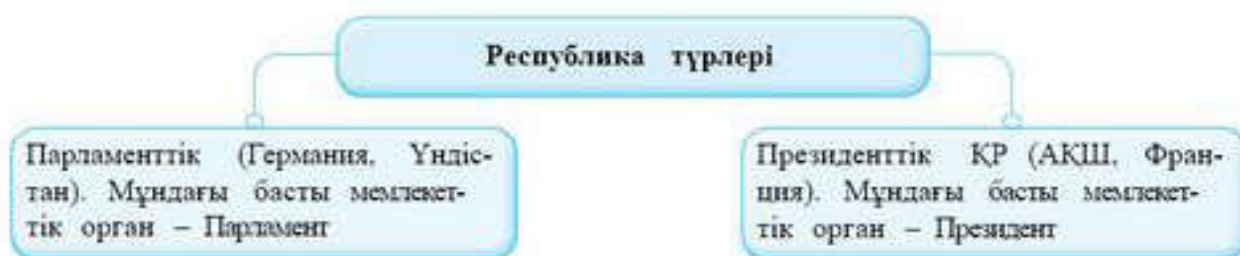 Республика түрлері
Парламенттік (Германия, Үндіс-
тан). Мұндағы басты мемлекет-
тік орган – Парламент
Президенттік ҚР (АҚШ, Фран-
ция). Мұндағы басты мемлекет-
тік орган – Президент